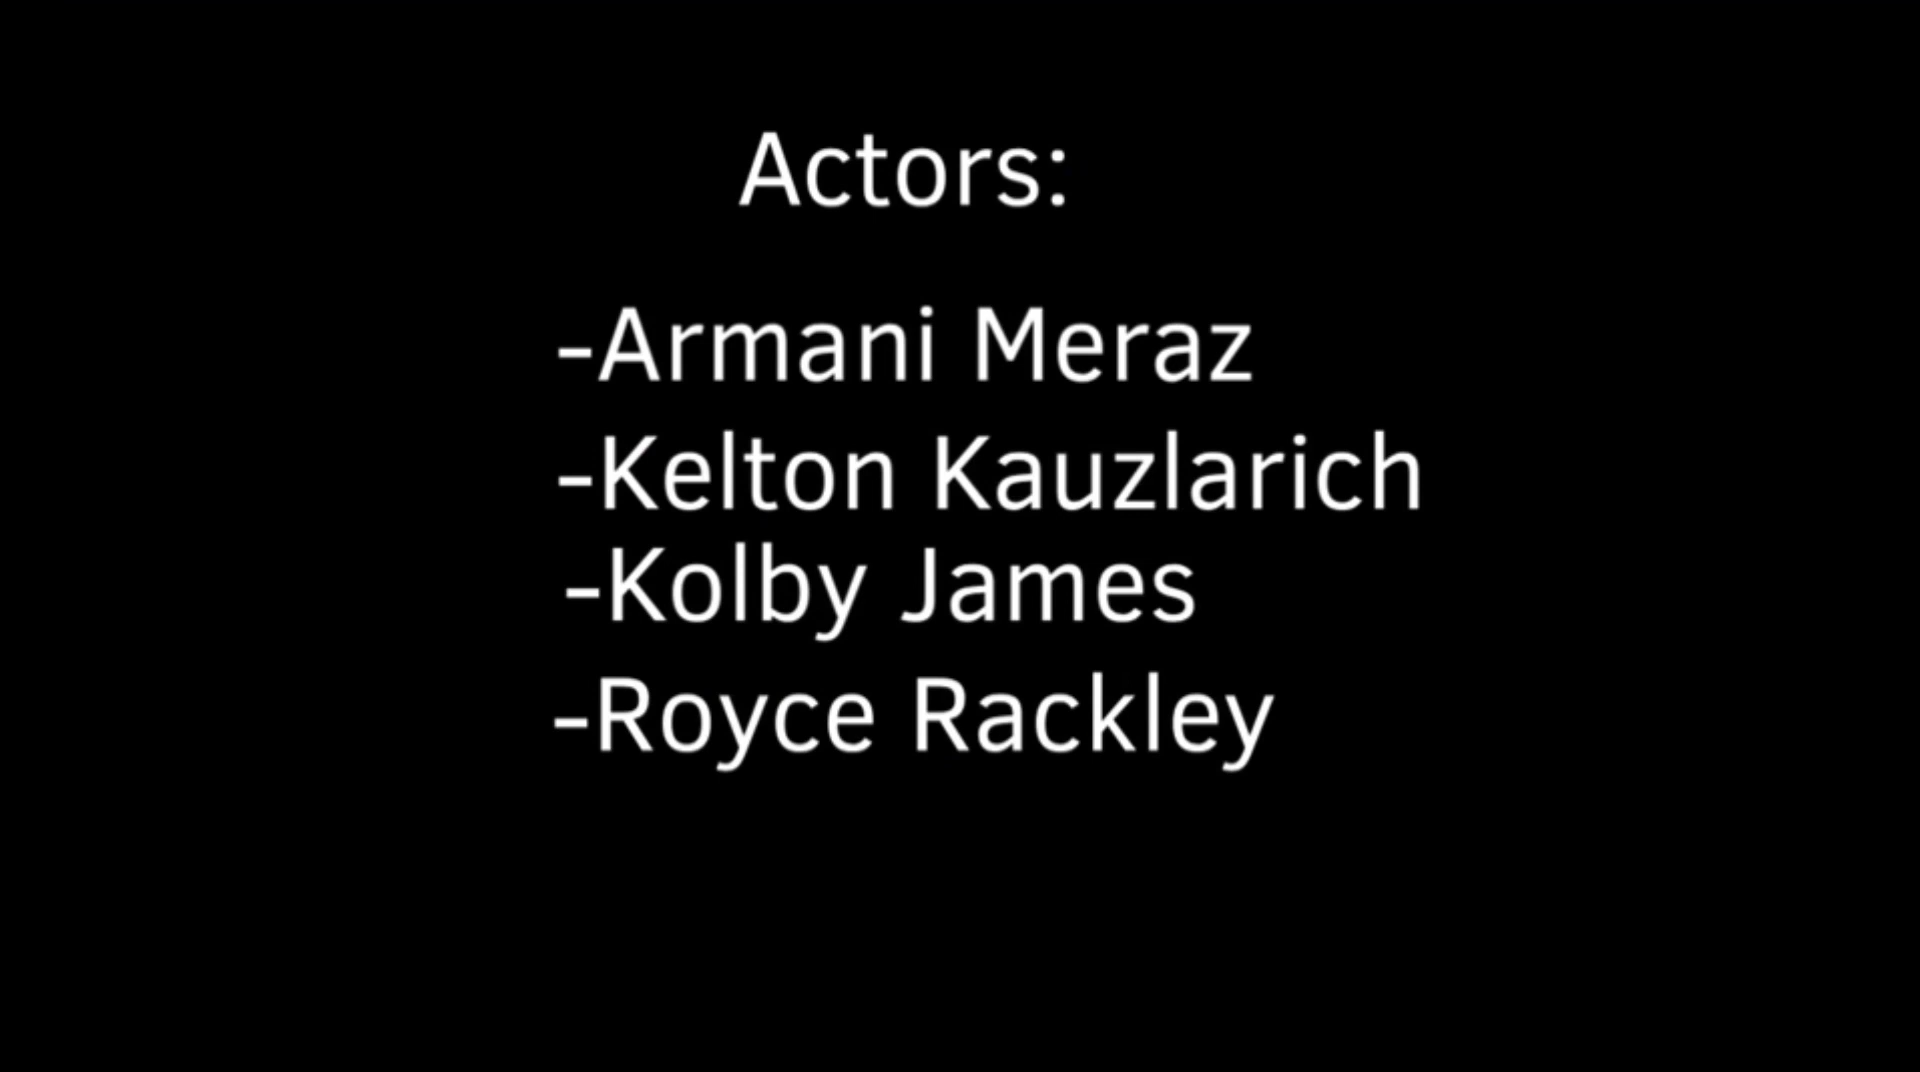 Actors:
-Armani Meraz
-Kelton Kauzlarich
-Kolby James
-Royce Rackley